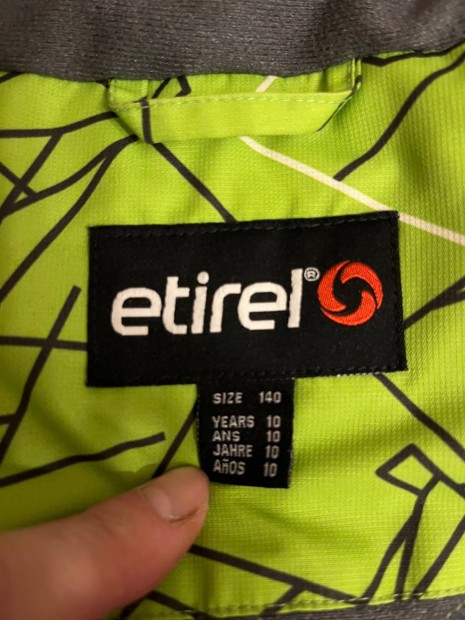 etirel®
SIZE 140
YEARS 10
ANS 10
JAHRE 10
AÑOS 10